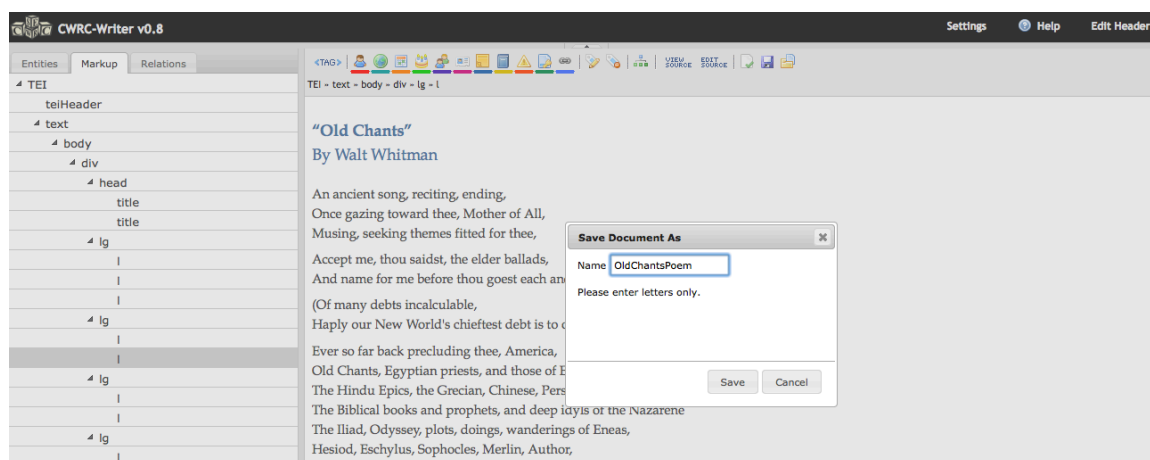 CWRC-Writer v0.8
Settings
Help
Edit Header
Entities
Markup
Relations
<TAG>
VIEW SOURCE
EDIT SOURCE
TEI
teiHeader
text
body
div
head
title
title
lg
l
l
l
lg
l
l
lg
l
l
lg
l
TEI - text - body - div - lg - l
“Old Chants”
By Walt Whitman
An ancient song, reciting, ending,
Once gazing toward thee, Mother of All,
Musing, seeking themes fitted for thee,
Accept me, thou saidst, the elder ballads,
And name for me before thou goest each
(Of many debts incalculable,
Haply our New World's chieftest debt is to
Ever so far back precluding thee, America,
Old Chants, Egyptian priests, and those of
The Hindu Epics, the Grecian, Chinese,
The Biblical books and prophets, and deep idyls of the Nazarene
The Iliad, Odyssey, plots, doings, wanderings of Eneas,
Hesiod, Eschylus, Sophocles, Merlin, Author,
Save Document As
Name OldChantsPoem
Please enter letters only.
Save
Cancel